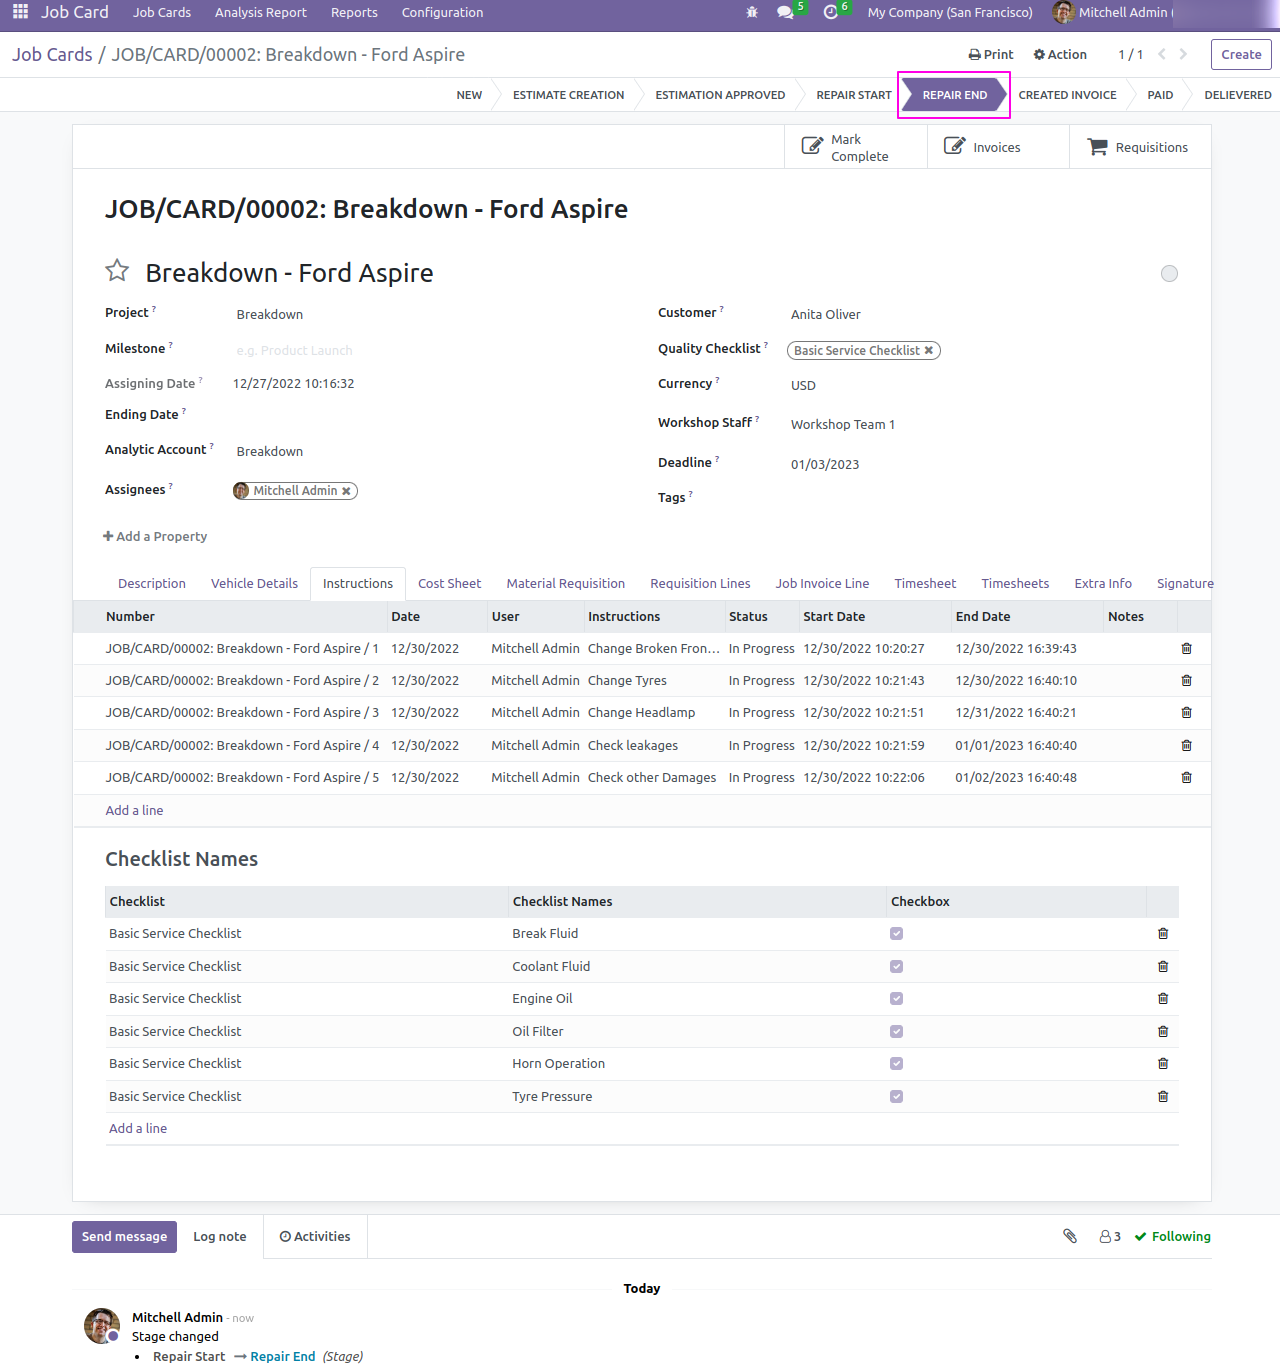 Job Card Job Cards Analysis Report Reports Configuration 5 6 My Company (San Francisco) Mitchell Admin (
Job Cards / JOB/CARD/00002: Breakdown - Ford Aspire Print Action 1 / 1 Create
NEW ESTIMATE CREATION ESTIMATION APPROVED REPAIR START REPAIR END CREATED INVOICE PAID DELIEVERED
Mark Complete Invoices Requisitions
JOB/CARD/00002: Breakdown - Ford Aspire
Breakdown - Ford Aspire
Project ? Breakdown Customer ? Anita Oliver
Milestone ? e.g. Product Launch Quality Checklist ? Basic Service Checklist ✖
Assigning Date ? 12/27/2022 10:16:32 Currency ? USD
Ending Date ? Workshop Staff ? Workshop Team 1
Analytic Account ? Breakdown Deadline ? 01/03/2023
Assignees ? Mitchell Admin ✖ Tags ?
+ Add a Property
Description Vehicle Details Instructions Cost Sheet Material Requisition Requisition Lines Job Invoice Line Timesheet Timesheets Extra Info Signature
Number Date User Instructions Status Start Date End Date Notes
JOB/CARD/00002: Breakdown - Ford Aspire / 1 12/30/2022 Mitchell Admin Change Broken Fron... In Progress 12/30/2022 10:20:27 12/30/2022 16:39:43
JOB/CARD/00002: Breakdown - Ford Aspire / 2 12/30/2022 Mitchell Admin Change Tyres In Progress 12/30/2022 10:21:43 12/30/2022 16:40:10
JOB/CARD/00002: Breakdown - Ford Aspire / 3 12/30/2022 Mitchell Admin Change Headlamp In Progress 12/30/2022 10:21:51 12/31/2022 16:40:21
JOB/CARD/00002: Breakdown - Ford Aspire / 4 12/30/2022 Mitchell Admin Check leakages In Progress 12/30/2022 10:21:59 01/01/2023 16:40:40
JOB/CARD/00002: Breakdown - Ford Aspire / 5 12/30/2022 Mitchell Admin Check other Damages In Progress 12/30/2022 10:22:06 01/02/2023 16:40:48
Add a line
Checklist Names
Checklist Checklist Names Checkbox
Basic Service Checklist Break Fluid
Basic Service Checklist Coolant Fluid
Basic Service Checklist Engine Oil
Basic Service Checklist Oil Filter
Basic Service Checklist Horn Operation
Basic Service Checklist Tyre Pressure
Add a line
Send message Log note Activities 3 Following
Today
Mitchell Admin - now
Stage changed
• Repair Start → Repair End (Stage)